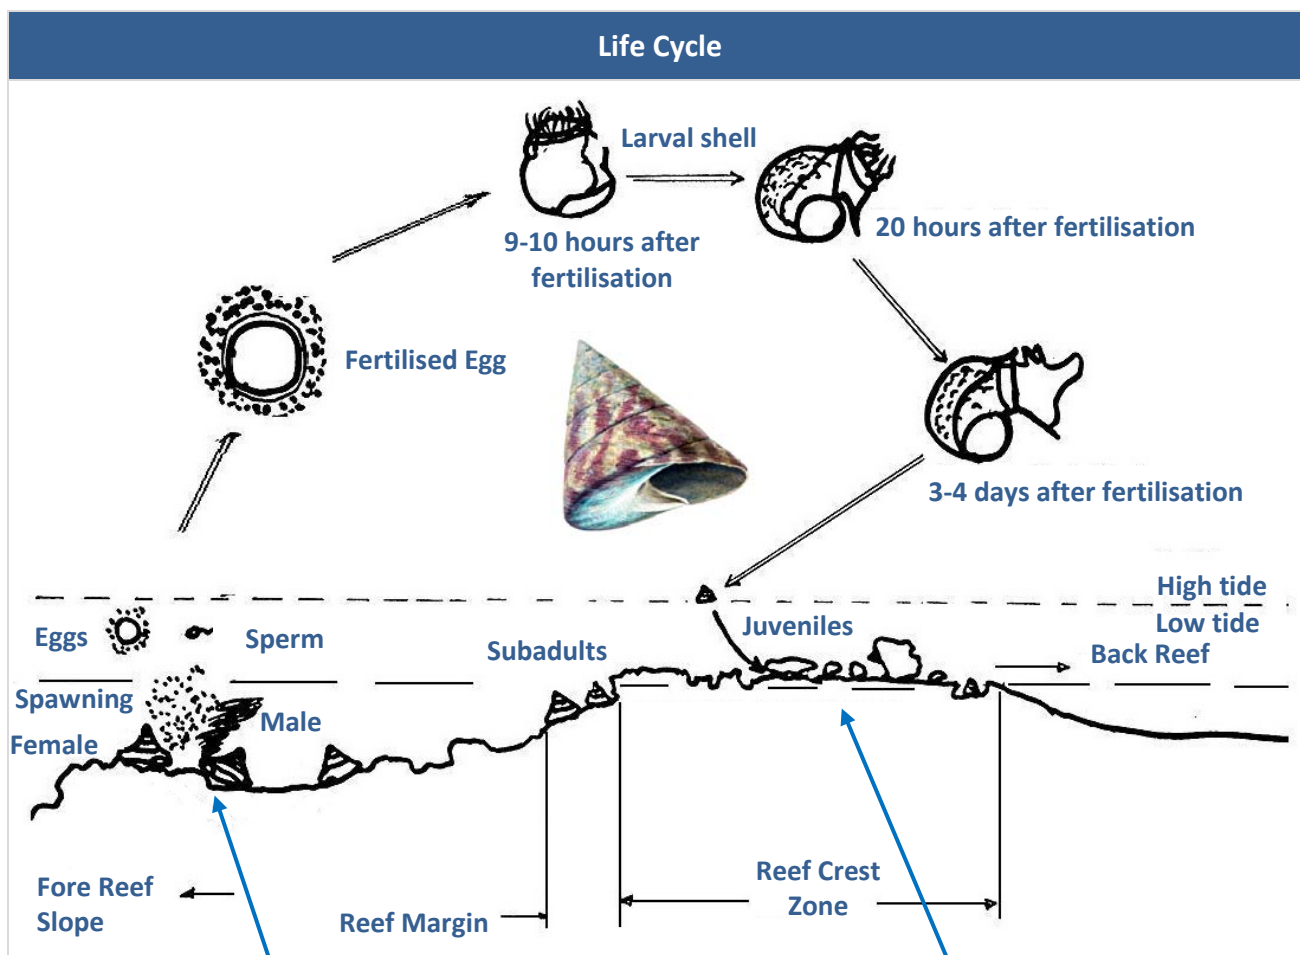 Life Cycle
Larval shell
9-10 hours after
fertilisation
20 hours after fertilisation
Fertilised Egg
3-4 days after fertilisation
High tide
Low tide
Eggs
Sperm
Subadults
Juveniles
Back Reef
Spawning
Male
Female
Fore Reef
Slope
Reef Margin
Reef Crest
Zone